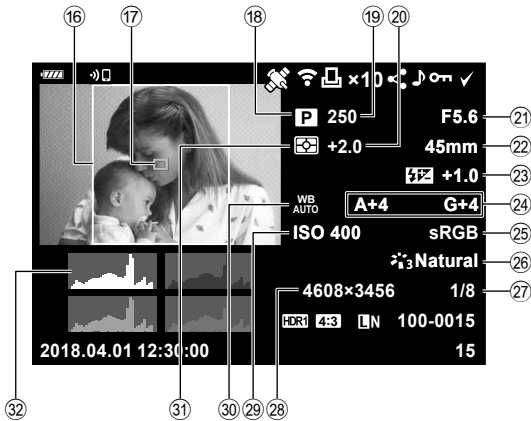 ⑯ ⑰ ⑱ ⑲ ⑳
×10
P 250 F5.6 ㉑
+2.0 45mm ㉒
+1.0 ㉓
WB AUTO A+4 G+4 ㉔
ISO 400 sRGB ㉕
3 Natural ㉖
4608×3456 1/8 ㉗
HDR1 4:3 LN 100-0015
2018.04.01 12:30:00 15
㉜ ㉛ ㉚ ㉙ ㉘